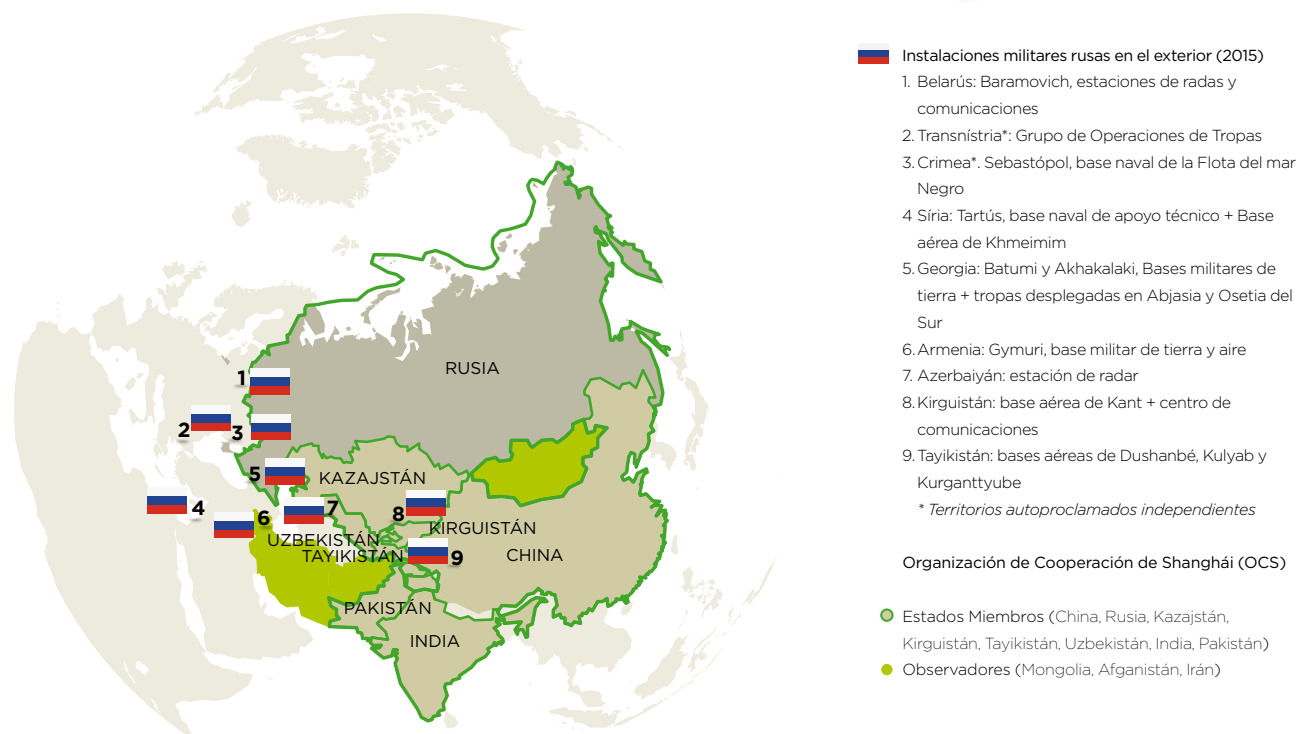 RUSIA
1
2
3
5
KAZAJSTÁN
4
6
7
8
KIRGUISTÁN
UZBEKISTÁN
TAYIKISTÁN
9
CHINA
PAKISTÁN
INDIA
Instalaciones militares rusas en el exterior (2015)
1. Belarús: Baramovich, estaciones de radas y
comunicaciones
2. Transnístria*: Grupo de Operaciones de Tropas
3. Crimea*. Sebastópol, base naval de la Flota del mar
Negro
4 Síria: Tartús, base naval de apoyo técnico + Base
aérea de Khmeimim
5. Georgia: Batumi y Akhakalaki, Bases militares de
tierra + tropas desplegadas en Abjasia y Osetia del
Sur
6. Armenia: Gymuri, base militar de tierra y aire
7. Azerbaiyán: estación de radar
8. Kirguistán: base aérea de Kant + centro de
comunicaciones
9. Tayikistán: bases aéreas de Dushanbé, Kulyab y
Kurganttyube
* Territorios autoproclamados independientes
Organización de Cooperación de Shanghái (OCS)
Estados Miembros (China, Rusia, Kazajstán,
Kirguistán, Tayikistán, Uzbekistán, India, Pakistán)
Observadores (Mongolia, Afganistán, Irán)